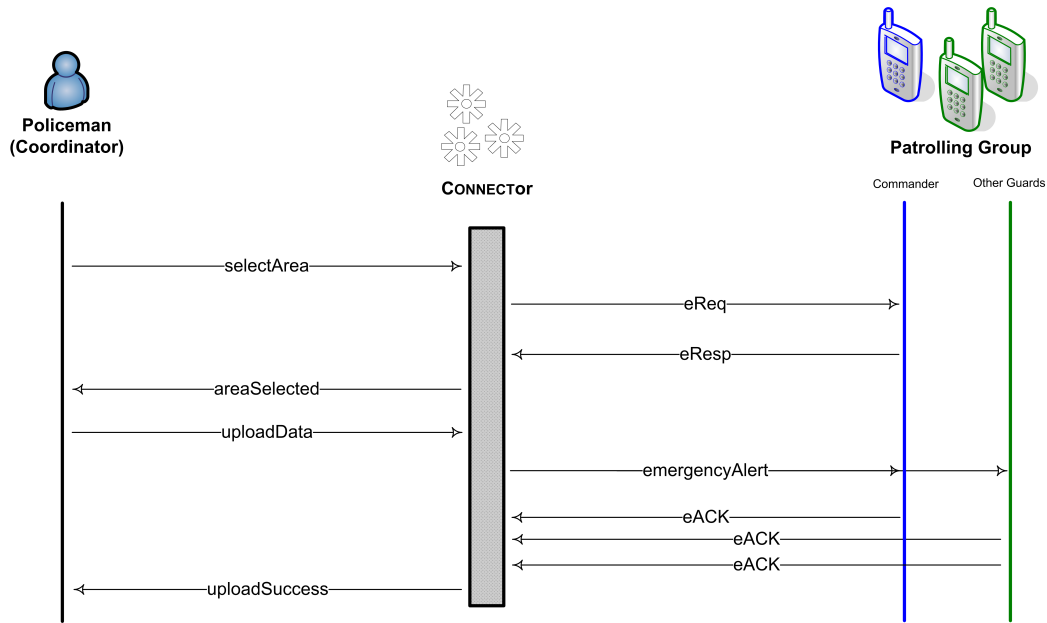 Policeman
(Coordinator)
CONNECTor
Patrolling Group
Commander
Other Guards
selectArea
eReq
eResp
areaSelected
uploadData
emergencyAlert
eACK
eACK
eACK
uploadSuccess